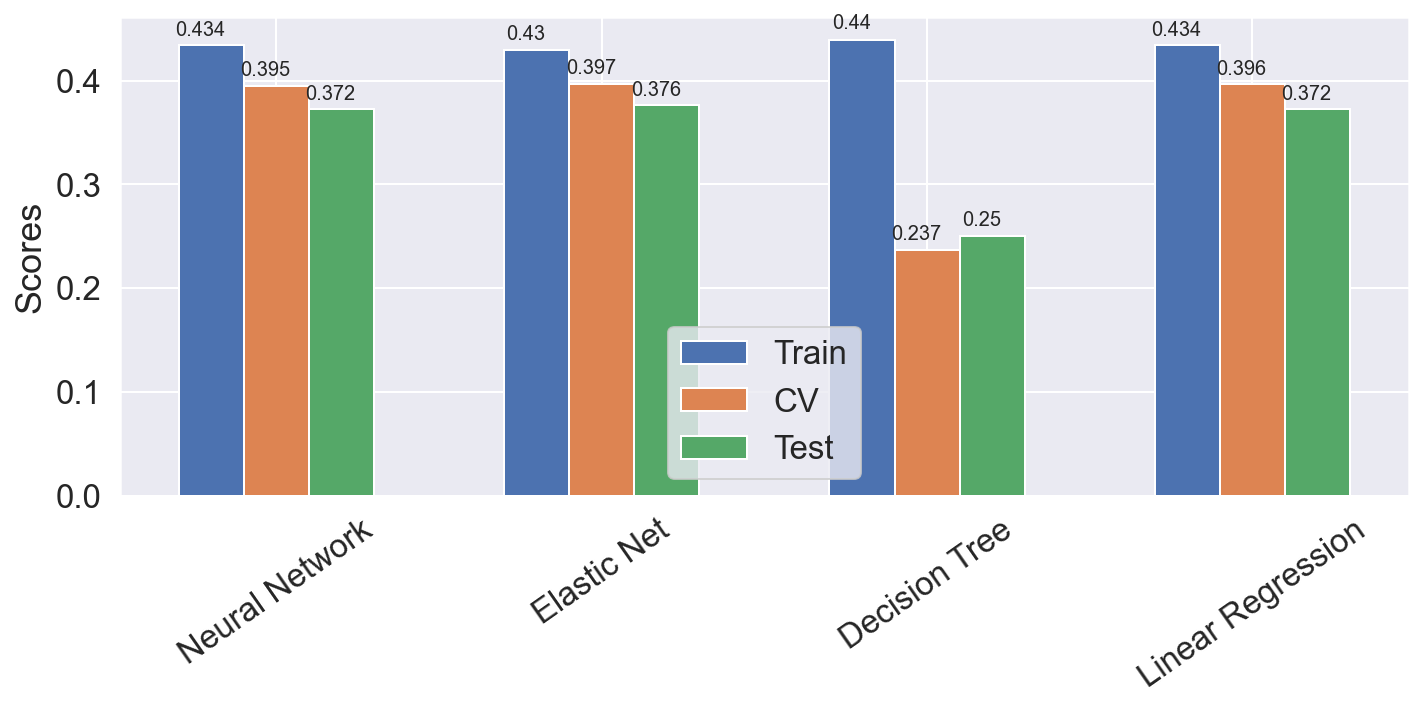 0.434
0.43
0.44
0.434
0.395
0.397
0.396
0.372
0.376
0.372
0.237
0.25
0.4
0.3
0.2
0.1
0.0
Scores
Train
CV
Test
Neural Network
Elastic Net
Decision Tree
Linear Regression